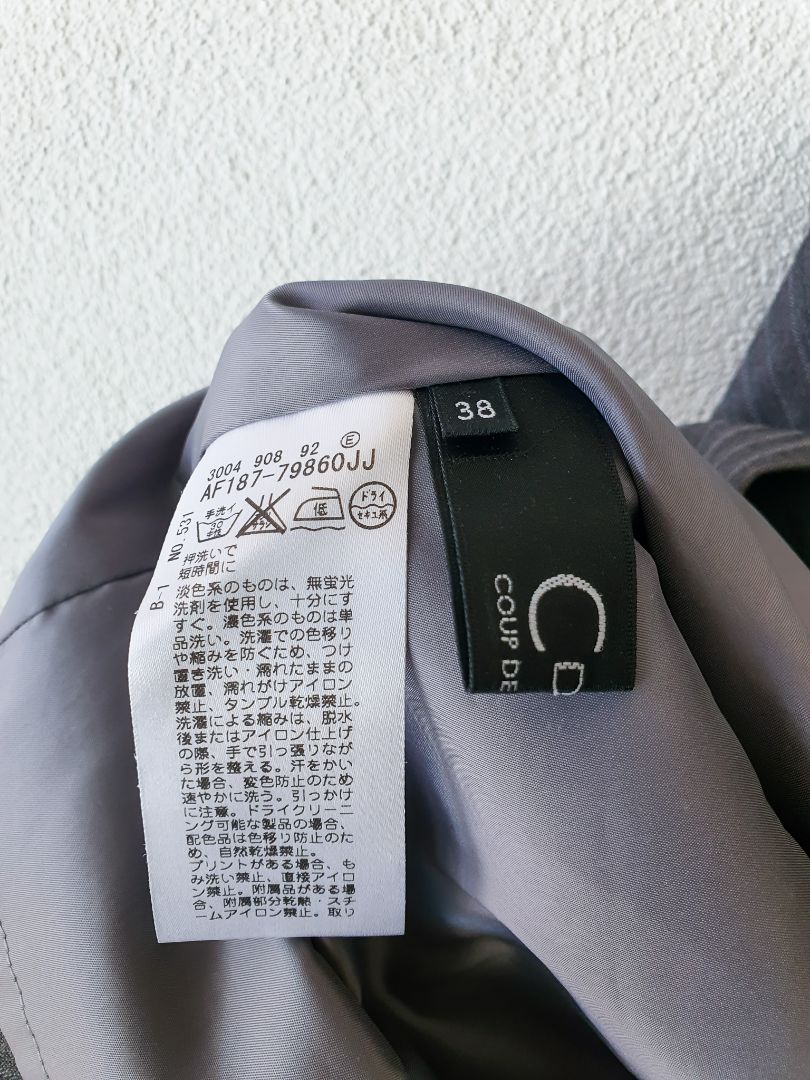 38
3004 908 92 Ⓔ
AF187-79860JJ
手洗イ
30
中性
エンソ
サラシ
低
ドライ
セキユ系
B-1 NO.531
押洗いで
短時間に
淡色系のものは、無蛍光
洗剤を使用し、十分にす
すぐ。濃色系のものは単
品洗い。洗濯での色移り
や縮みを防ぐため、つけ
置き洗い・濡れたままの
放置、濡れがけアイロン
禁止、タンブル乾燥禁止。
洗濯による縮みは、脱水
後またはアイロン仕上げ
の際、手で引っ張りなが
ら形を整える。汗をかい
た場合、変色防止のため
速やかに洗う。引っかけ
に注意。ドライクリーニ
ング可能な製品の場合、
配色品は色移り防止のた
め、自然乾燥禁止。
プリントがある場合、も
み洗い禁止、直接アイロ
ン禁止。附属品がある場
合、附属部分乾熱・スチ
ームアイロン禁止。取り
COUP DE